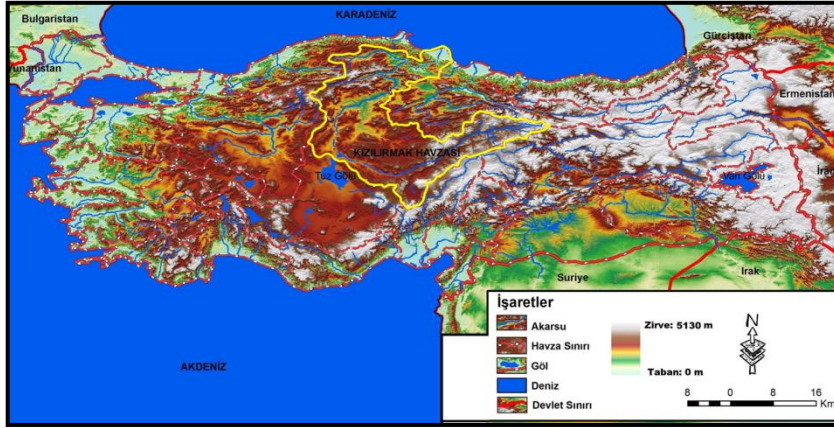 Bulgaristan
KARADENİZ
Gürcistan
Yunanistan
Ermenistan
KIZILIRMAK HAVZASI
Tuz Gölü
Van Gölü
İran
Suriye
Irak
AKDENİZ
İşaretler
Akarsu
Havza Sınırı
Göl
Deniz
Devlet Sınırı
Zirve: 5130 m
Taban: 0 m
N
8 4 0 8 16
Km